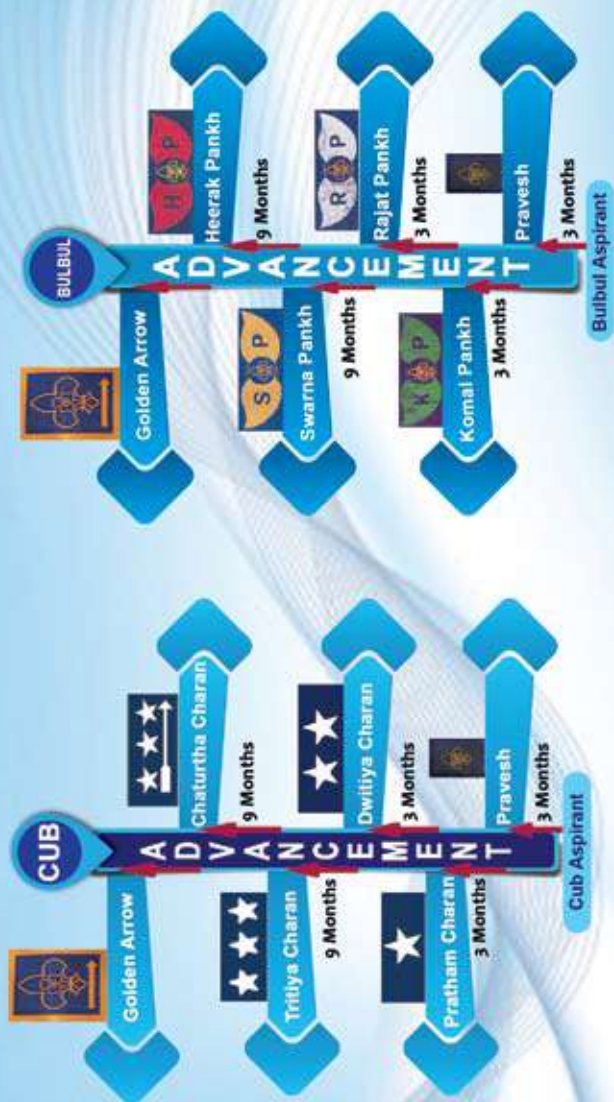 CUB
ADVANCEMENT
Golden Arrow
Chaturtha Charan
9 Months
Tritiya Charan
9 Months
Dwitiya Charan
3 Months
Pratham Charan
3 Months
Pravesh
3 Months
Cub Aspirant
BULBUL
ADVANCEMENT
Golden Arrow
H P
Heerak Pankh
9 Months
S P
Swarna Pankh
9 Months
R P
Rajat Pankh
3 Months
K P
Komal Pankh
3 Months
Pravesh
3 Months
Bulbul Aspirant